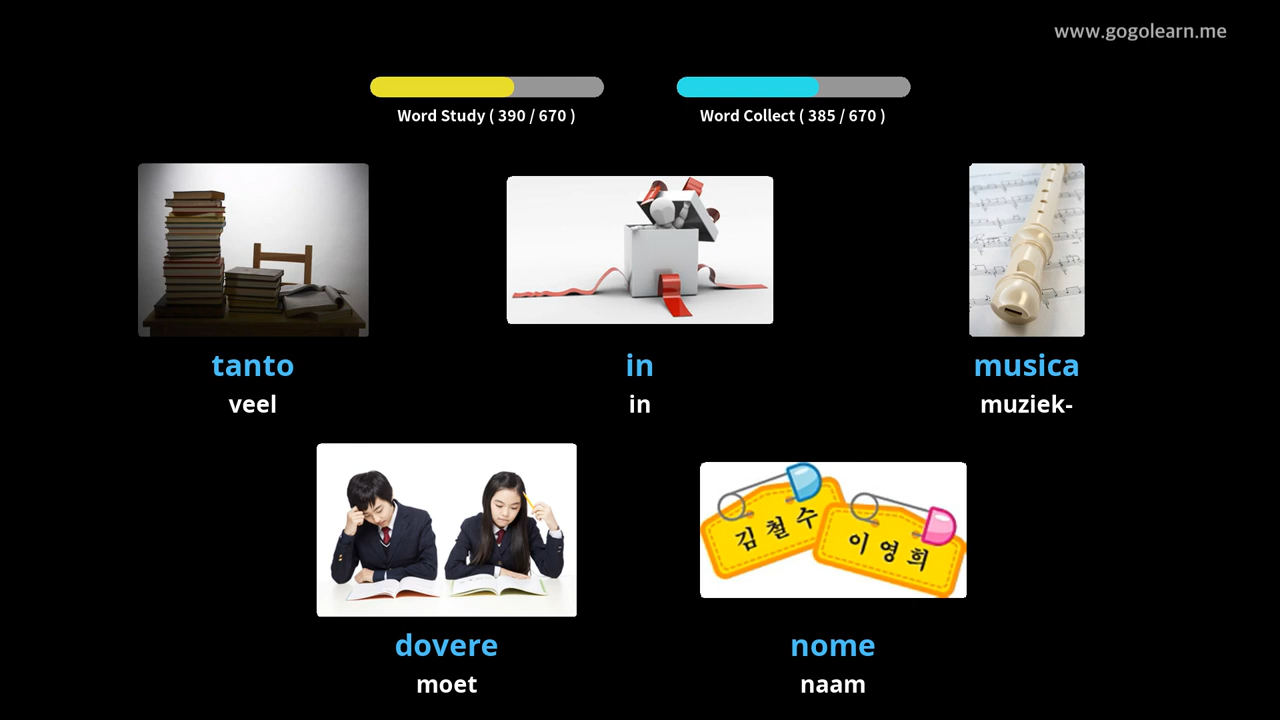 www.gogolearn.me
Word Study ( 390 / 670 )
Word Collect ( 385 / 670 )
tanto
veel
in
in
musica
muziek-
김철수
이영희
dovere
moet
nome
naam